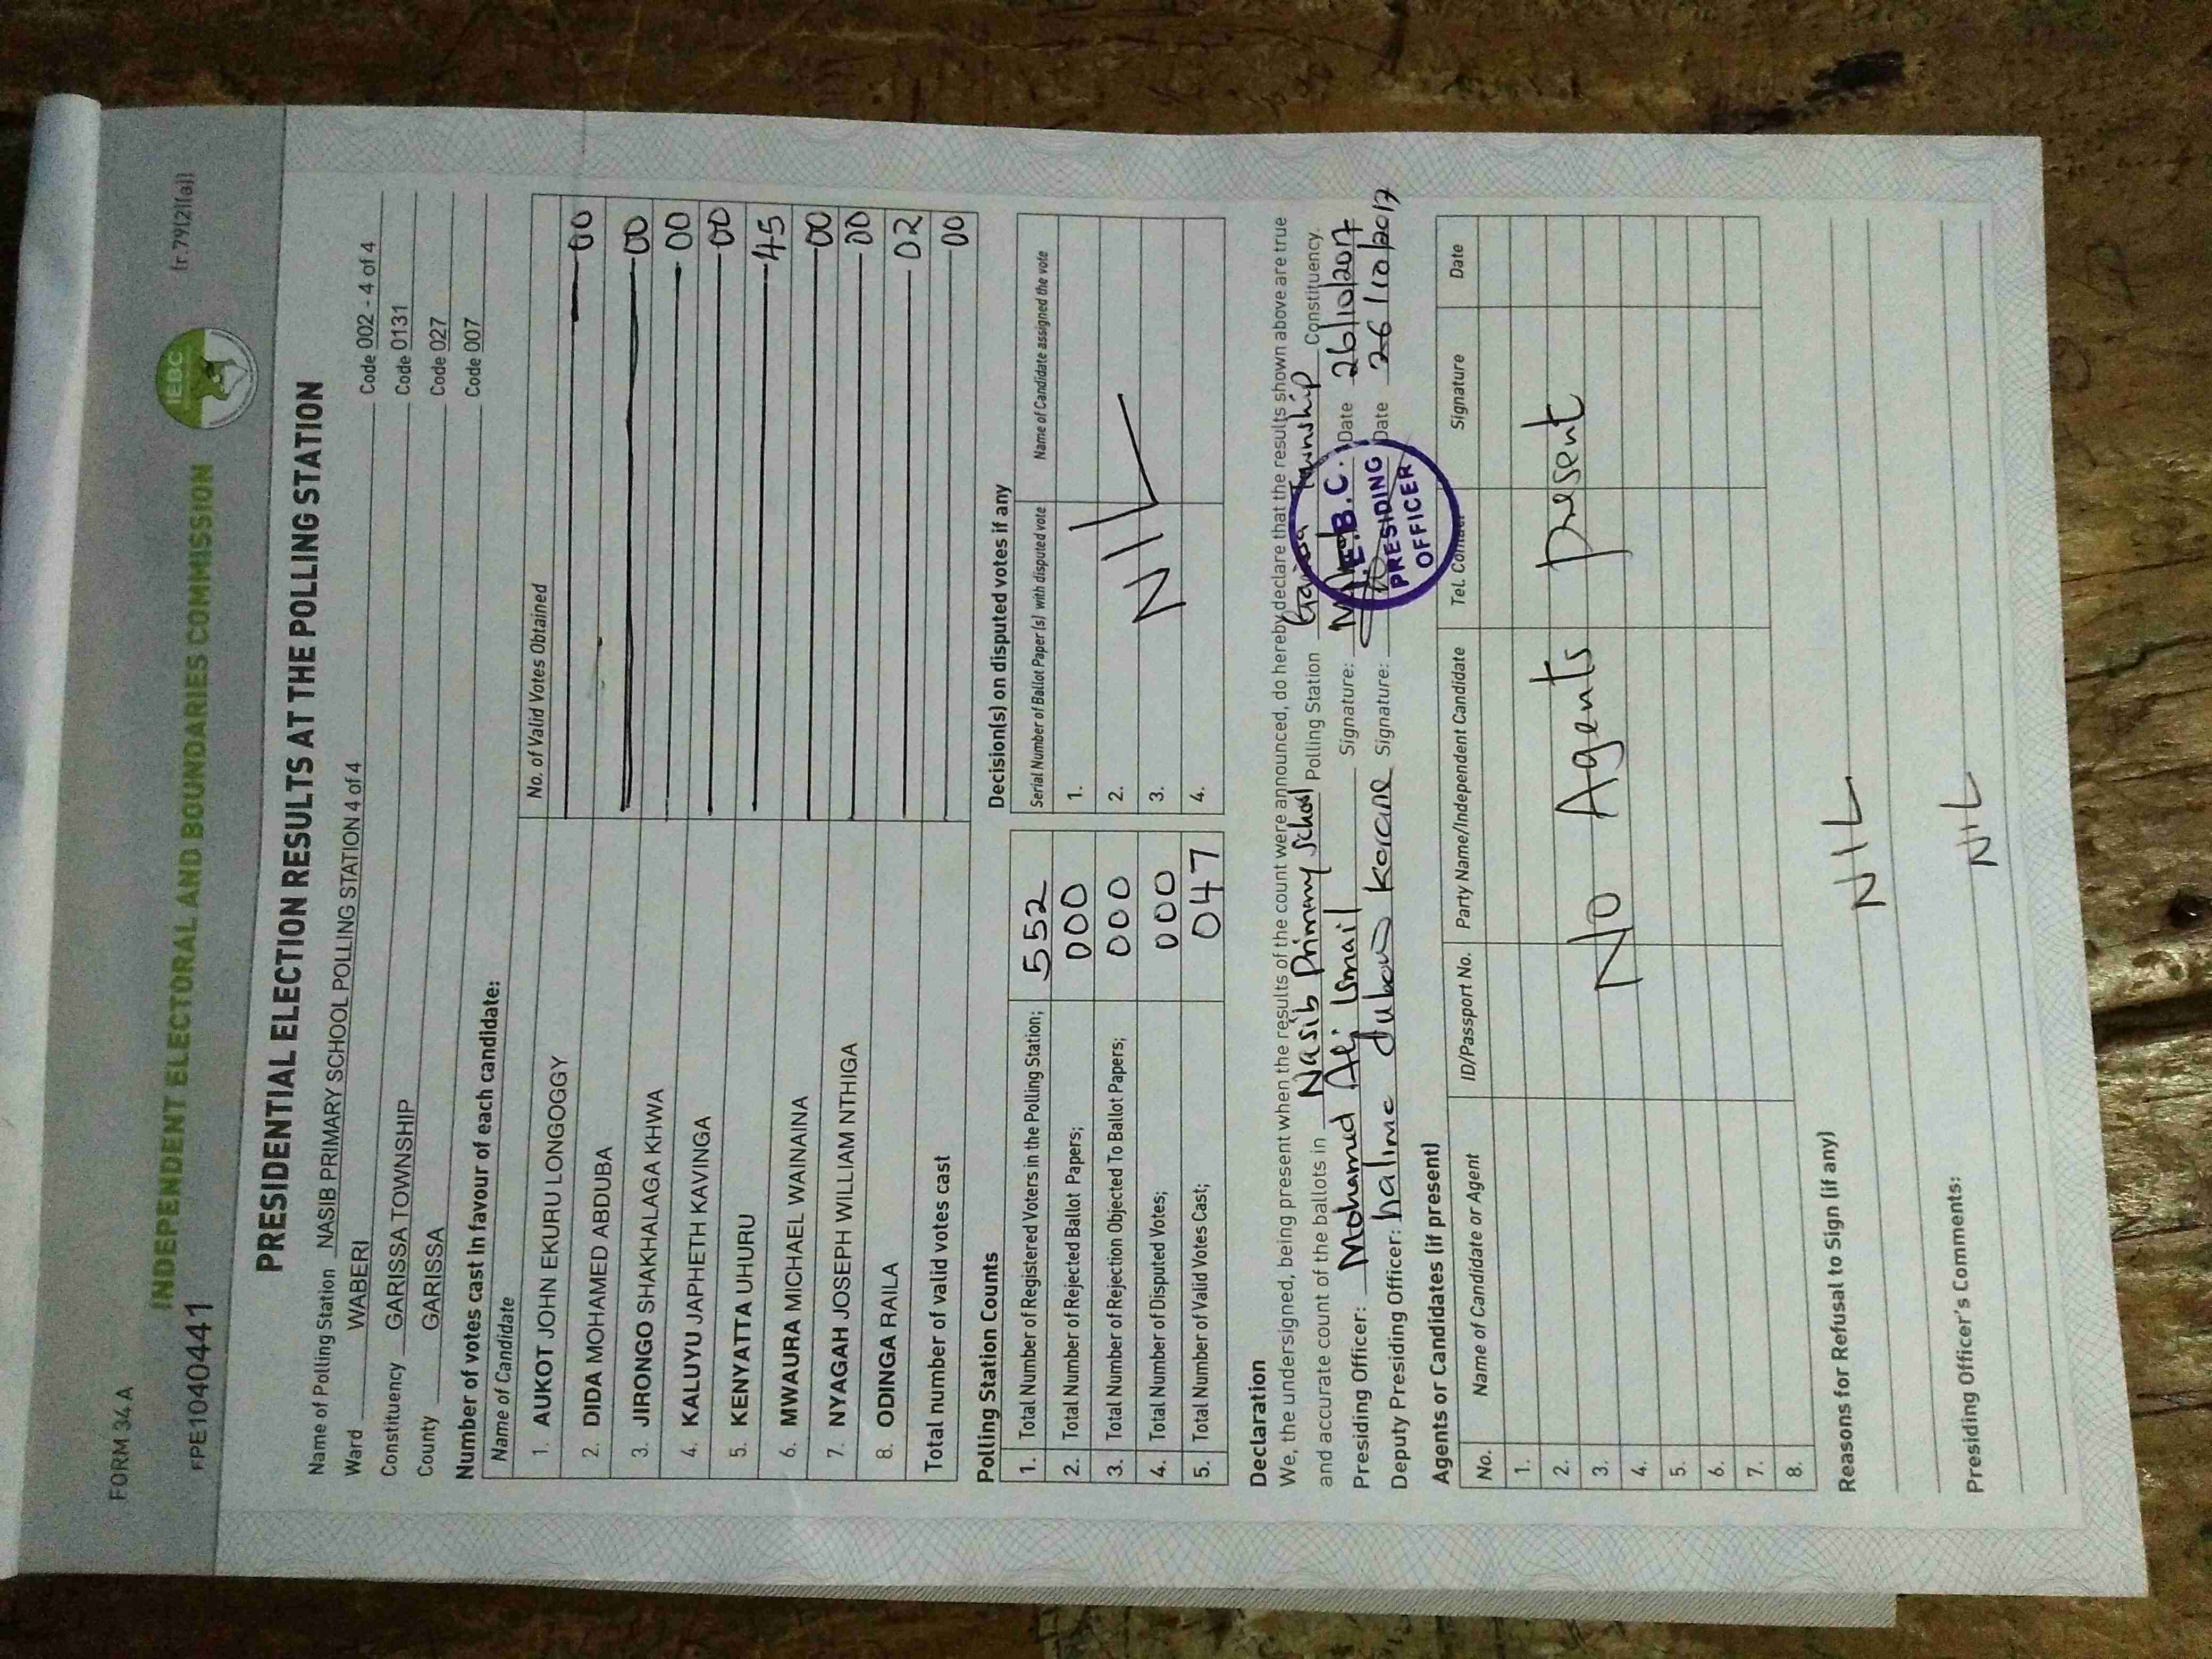 FORM 34A
(r.79(2)(a))
INDEPENDENT ELECTORAL AND BOUNDARIES COMMISSION
IEBC
FPE1040441
PRESIDENTIAL ELECTION RESULTS AT THE POLLING STATION
Name of Polling Station NASIB PRIMARY SCHOOL POLLING STATION 4 of 4 Code 002 - 4 of 4
Ward WABERI Code 0131
Constituency GARISSA TOWNSHIP Code 027
County GARISSA Code 007
Number of votes cast in favour of each candidate:
Name of Candidate No. of Valid Votes Obtained
1. AUKOT JOHN EKURU LONGOGGY 00
2. DIDA MOHAMED ABDUBA 00
3. JIRONGO SHAKHALAGA KHWA 00
4. KALUYU JAPHETH KAVINGA 00
5. KENYATTA UHURU 45
6. MWAURA MICHAEL WAINAINA 00
7. NYAGAH JOSEPH WILLIAM NTHIGA 00
8. ODINGA RAILA 02
Total number of valid votes cast 00
Polling Station Counts
1. Total Number of Registered Voters in the Polling Station; 552
2. Total Number of Rejected Ballot Papers; 000
3. Total Number of Rejection Objected To Ballot Papers; 000
4. Total Number of Disputed Votes; 000
5. Total Number of Valid Votes Cast; 047
Decision(s) on disputed votes if any
Serial Number of Ballot Paper (s) with disputed vote Name of Candidate assigned the vote
1.
2. NIL
3.
4.
Declaration
We, the undersigned, being present when the results of the count were announced, do hereby declare that the results shown above are true
and accurate count of the ballots in Nasib Primary School Polling Station Garissa Township Constituency.
Presiding Officer: Mohamed Ali Ismail Signature: Date 26/10/2017
Deputy Presiding Officer: halima dubow korane Signature: Date 26/10/2017
I.E.B.C.
PRESIDING
OFFICER
Agents or Candidates (if present)
No. Name of Candidate or Agent ID/Passport No. Party Name/Independent Candidate Tel. Contact Signature Date
1.
2.
3. No Agents present
4.
5.
6.
7.
8.
Reasons for Refusal to Sign (if any)
NIL
Presiding Officer's Comments:
NIL